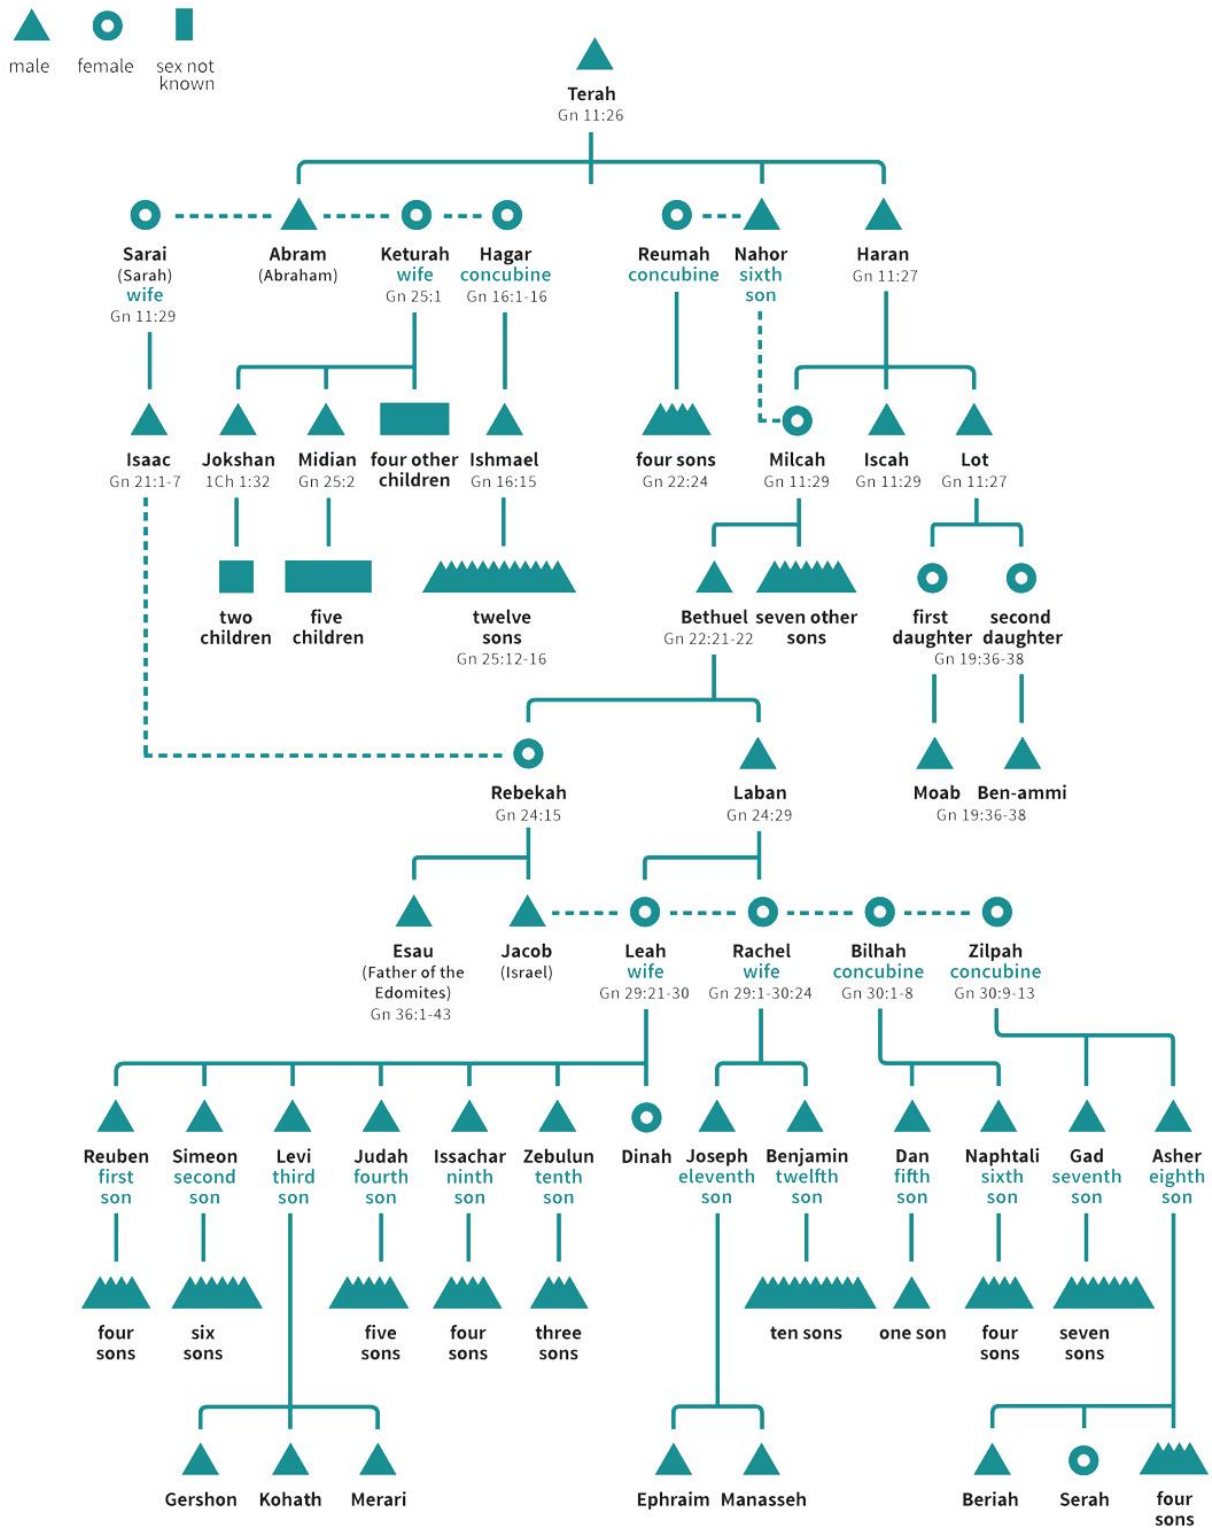 male
female
sex not
known
Terah
Gn 11:26
Sarai
(Sarah)
wife
Gn 11:29
Abram
(Abraham)
Keturah
wife
Gn 25:1
Hagar
concubine
Gn 16:1-16
Reumah
concubine
Nahor
sixth
son
Haran
Gn 11:27
Isaac
Gn 21:1-7
Jokshan
1Ch 1:32
Midian
Gn 25:2
four other
children
Ishmael
Gn 16:15
four sons
Gn 22:24
Milcah
Gn 11:29
Iscah
Gn 11:29
Lot
Gn 11:27
two
children
five
children
twelve
sons
Gn 25:12-16
Bethuel
Gn 22:21-22
seven other
sons
first
daughter
second
daughter
Gn 19:36-38
Rebekah
Gn 24:15
Laban
Gn 24:29
Moab
Ben-ammi
Gn 19:36-38
Esau
(Father of the
Edomites)
Gn 36:1-43
Jacob
(Israel)
Leah
wife
Gn 29:21-30
Rachel
wife
Gn 29:1-30:24
Bilhah
concubine
Gn 30:1-8
Zilpah
concubine
Gn 30:9-13
Reuben
first
son
Simeon
second
son
Levi
third
son
Judah
fourth
son
Issachar
ninth
son
Zebulun
tenth
son
Dinah
Joseph
eleventh
son
Benjamin
twelfth
son
Dan
fifth
son
Naphtali
sixth
son
Gad
seventh
son
Asher
eighth
son
four
sons
six
sons
five
sons
four
sons
three
sons
ten sons
one son
four
sons
seven
sons
Gershon
Kohath
Merari
Ephraim
Manasseh
Beriah
Serah
four
sons